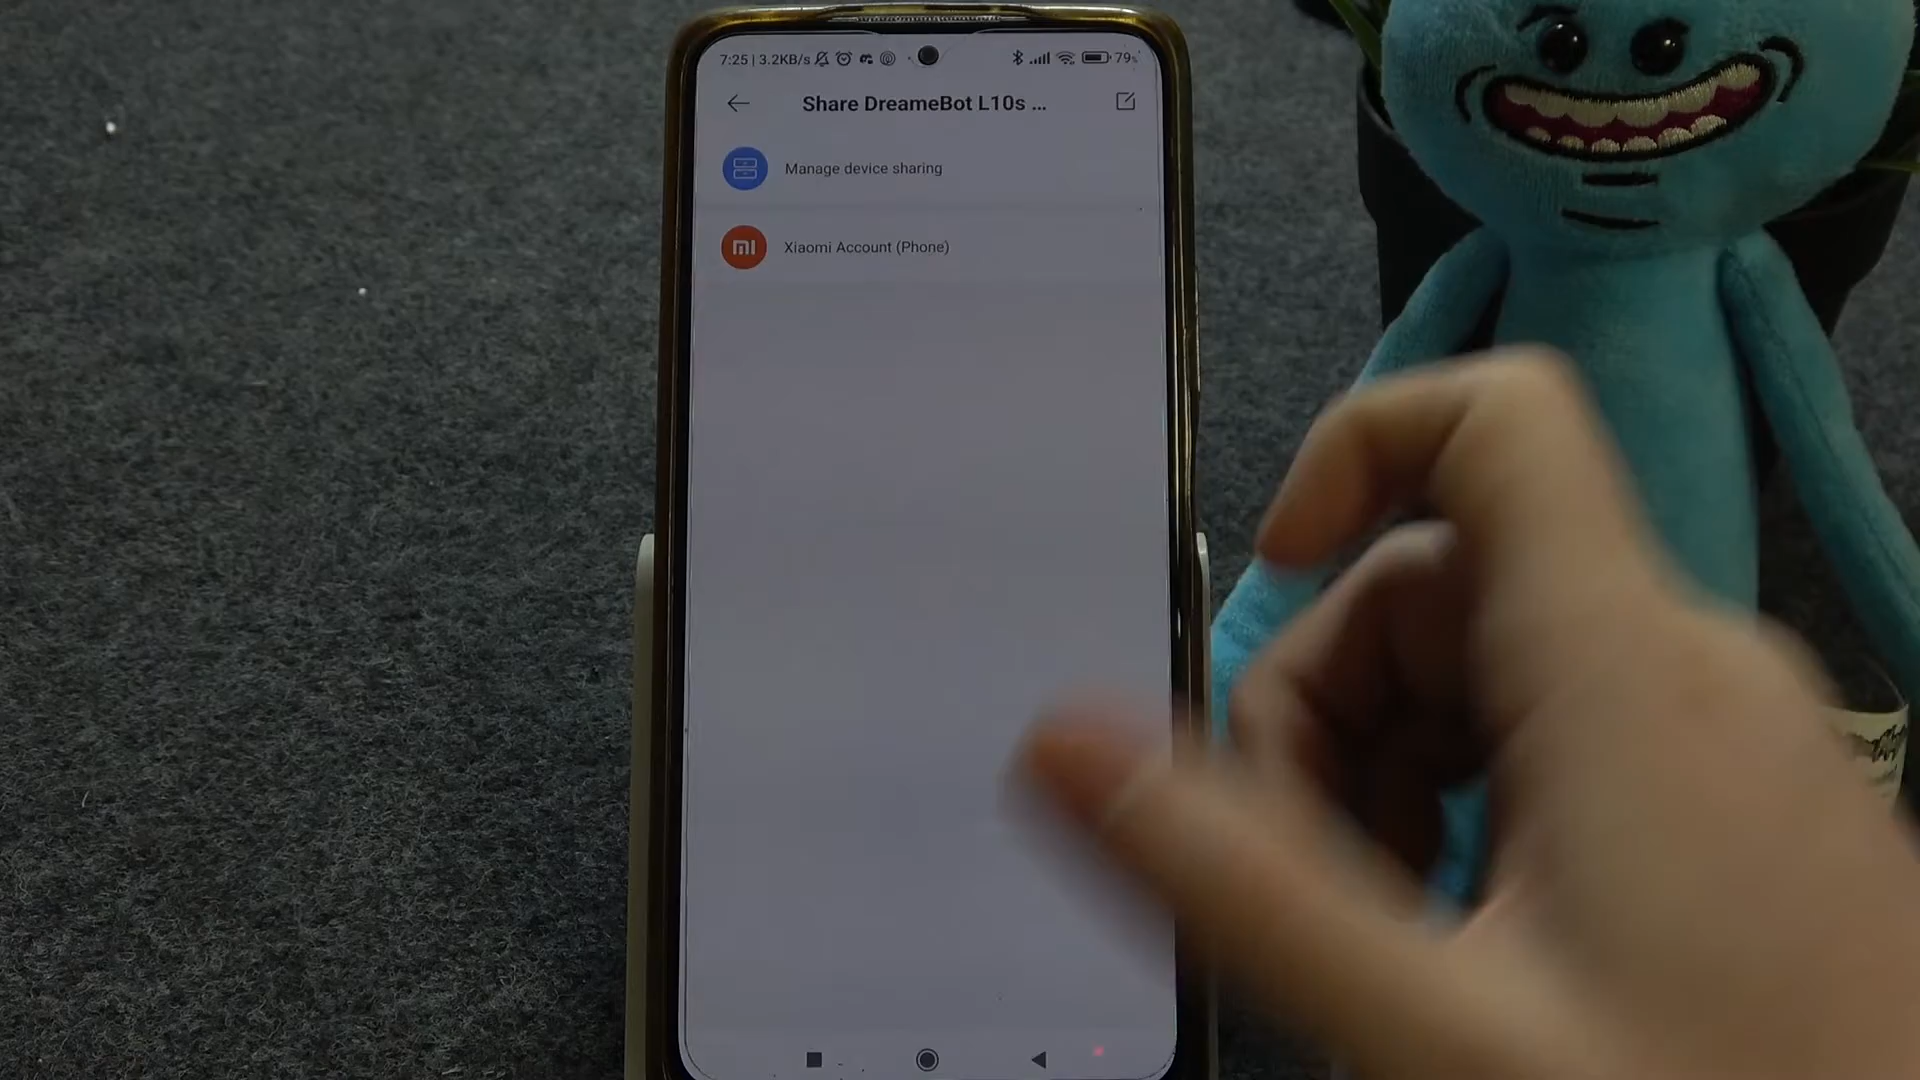 7:25 | 3.2KB/s 79%
Share DreameBot L10s ...
Manage device sharing
mi Xiaomi Account (Phone)